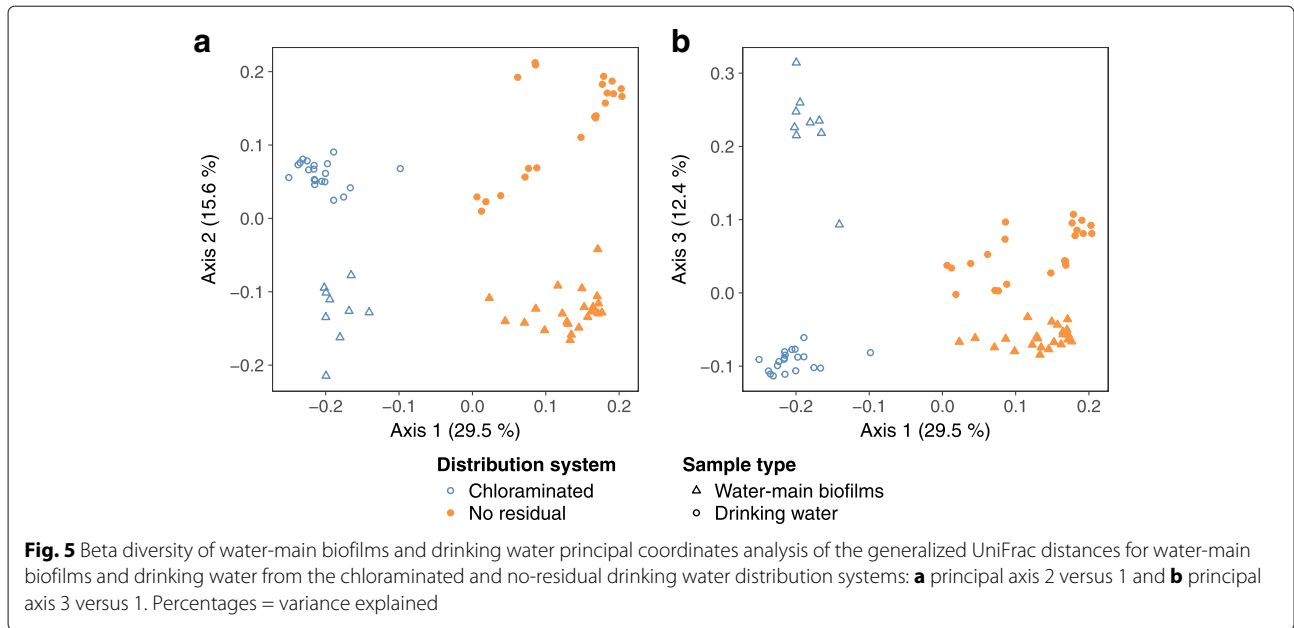 a
b
0.2
0.1
0.0
−0.1
−0.2
Axis 2 (15.6 %)
−0.2 −0.1 0.0 0.1 0.2
Axis 1 (29.5 %)
0.3
0.2
0.1
0.0
−0.1
Axis 3 (12.4 %)
−0.2 −0.1 0.0 0.1 0.2
Axis 1 (29.5 %)
Distribution system
Chloraminated
No residual
Sample type
Water-main biofilms
Drinking water
Fig. 5 Beta diversity of water-main biofilms and drinking water principal coordinates analysis of the generalized UniFrac distances for water-main
biofilms and drinking water from the chloraminated and no-residual drinking water distribution systems: a principal axis 2 versus 1 and b principal
axis 3 versus 1. Percentages = variance explained